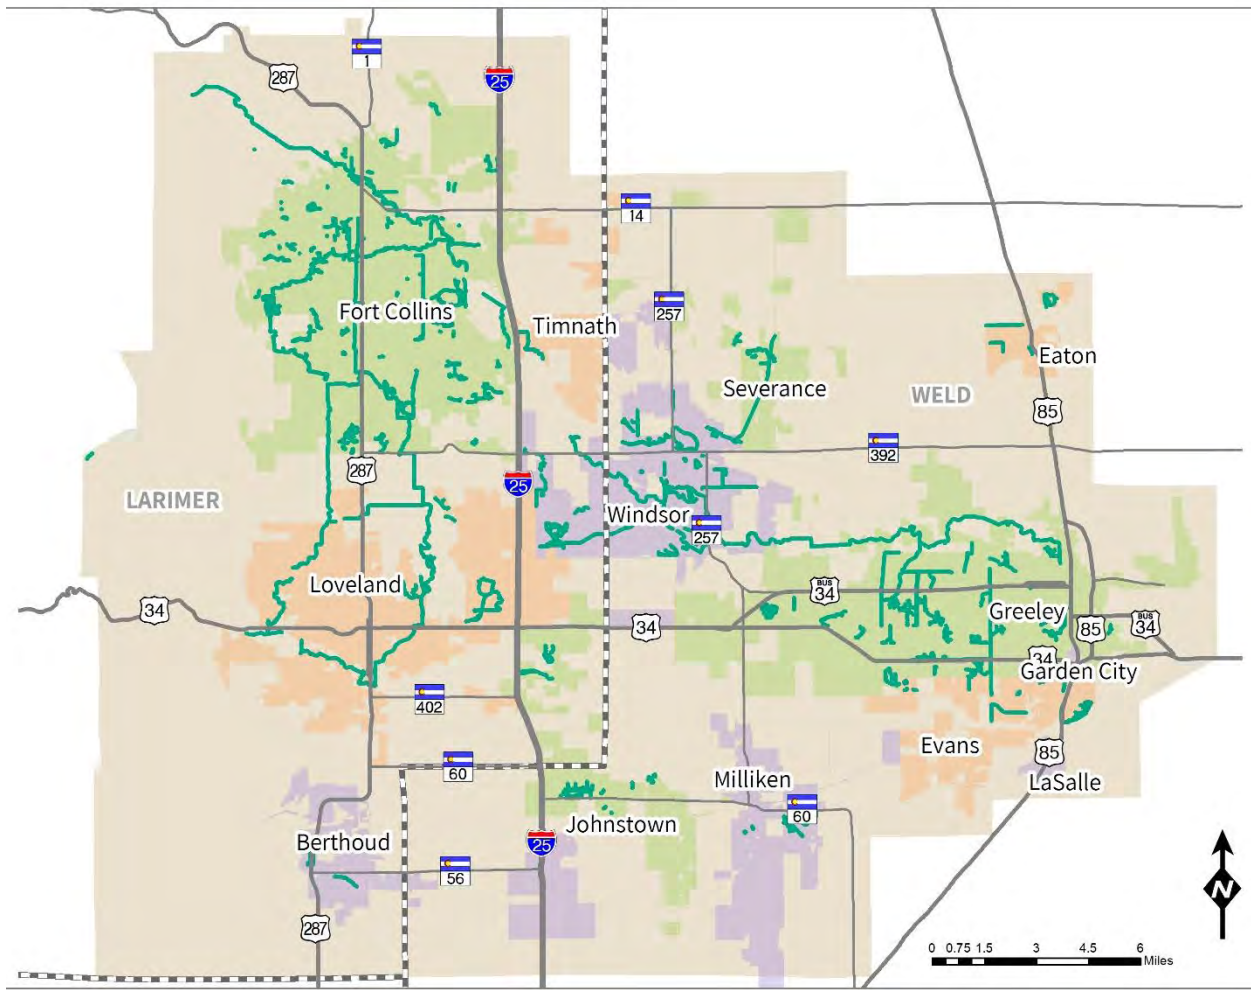 1
287
25
14
Fort Collins
257
Timnath
Eaton
Severance
WELD
85
392
287
25
LARIMER
Windsor
257
Loveland
BUS
34
34
Greeley
34
85
BUS
34
34
Garden City
402
Evans
85
60
Milliken
LaSalle
60
Johnstown
Berthoud
25
56
287
N
0 0.75 1.5 3 4.5 6
Miles